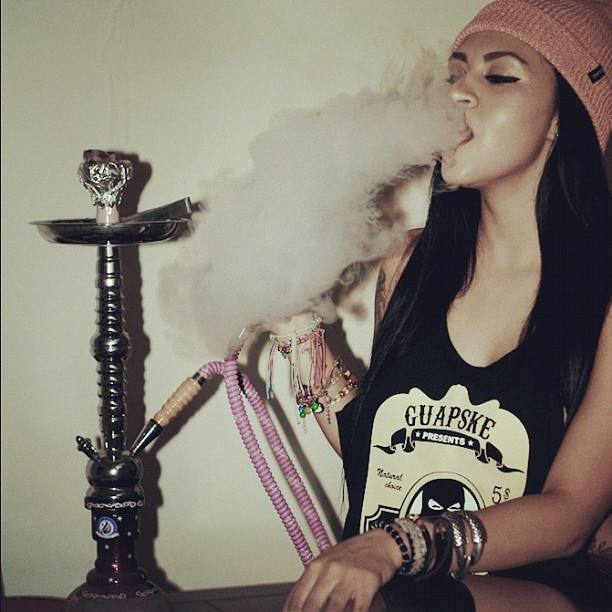 GUAPSKE
PRESENTS
Natural
choice
5$